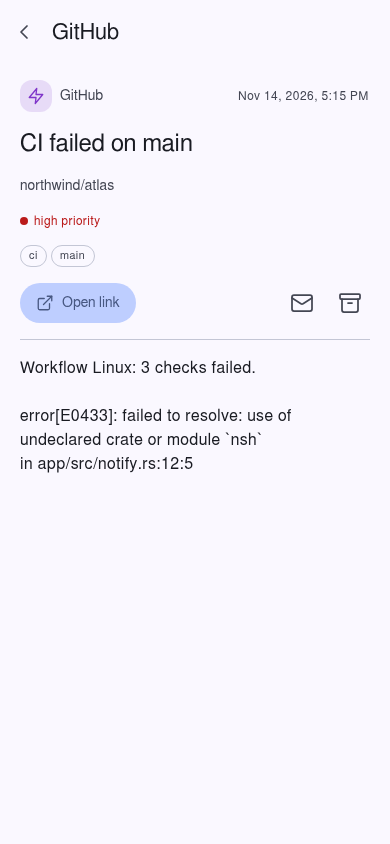 GitHub
GitHub
Nov 14, 2026, 5:15 PM
CI failed on main
northwind/atlas
high priority
ci
main
Open link
Workflow Linux: 3 checks failed.
error[E0433]: failed to resolve: use of
undeclared crate or module `nsh`
in app/src/notify.rs:12:5